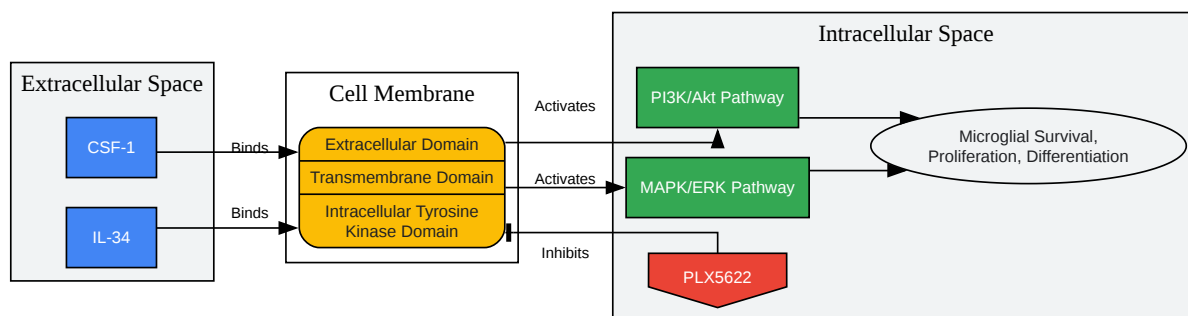 Extracellular Space
CSF-1
IL-34
Binds
Binds
Cell Membrane
Extracellular Domain
Transmembrane Domain
Intracellular Tyrosine
Kinase Domain
Activates
Activates
Inhibits
Intracellular Space
PI3K/Akt Pathway
MAPK/ERK Pathway
PLX5622
Microglial Survival,
Proliferation, Differentiation